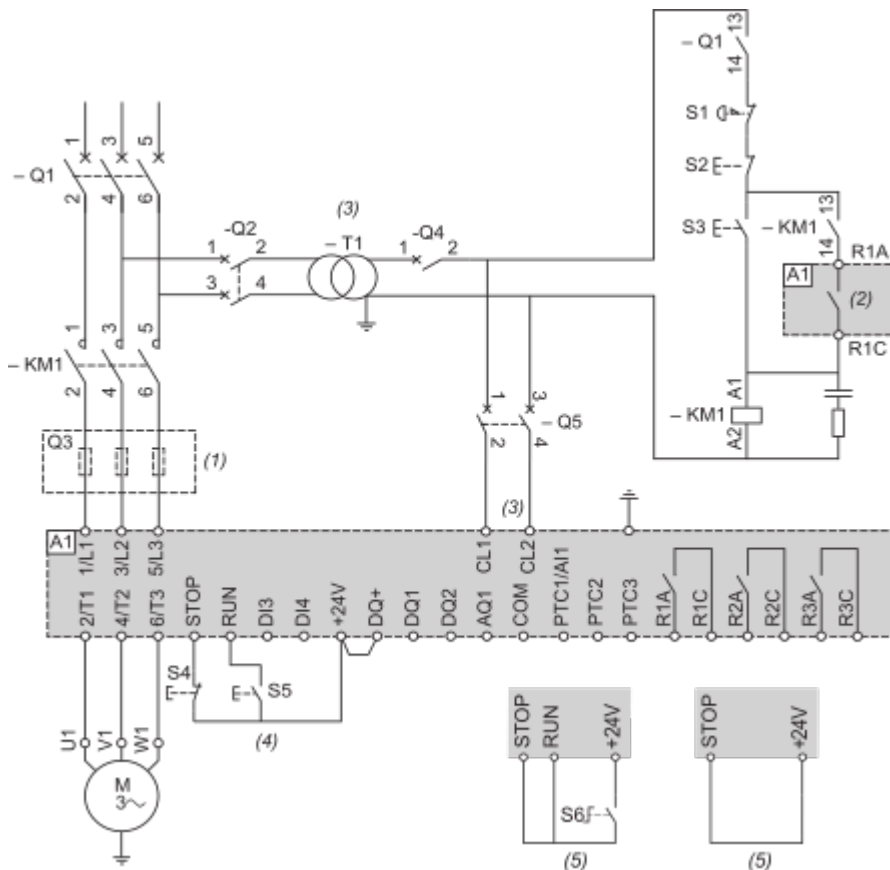 13
– Q1
14
S1
S2
S3
13
– KM1
14
R1A
A1
(2)
R1C
A1
– KM1
A2
1
3
5
– Q1
2
4
6
-Q2
1
2
3
4
(3)
– T1
-Q4
1
2
1
3
5
– KM1
2
4
6
1
3
– Q5
2
4
Q3
(1)
(3)
A1
1/L1
3/L2
5/L3
CL1
CL2
2/T1
4/T2
6/T3
STOP
RUN
DI3
DI4
+24V
DQ+
DQ1
DQ2
AQ1
COM
PTC1/AI1
PTC2
PTC3
R1A
R1C
R2A
R2C
R3A
R3C
S4
S5
(4)
U1
V1
W1
M
3
STOP
RUN
+24V
S6
(5)
STOP
+24V
(5)